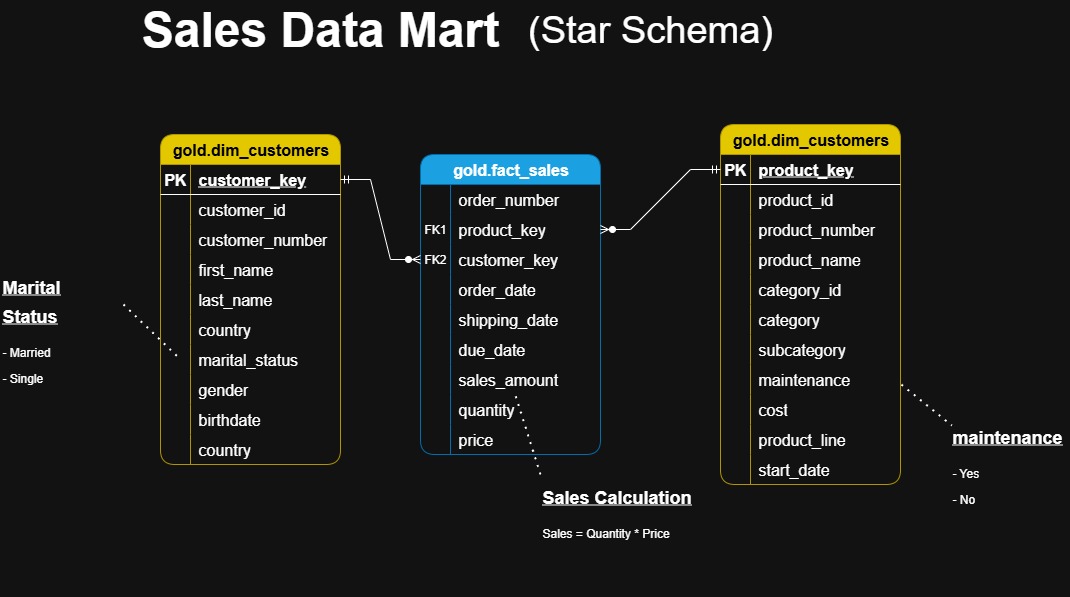 Sales Data Mart (Star Schema)
gold.dim_customers
PK customer_key
customer_id
customer_number
first_name
last_name
country
marital_status
gender
birthdate
country
Marital
Status
- Married
- Single
gold.fact_sales
order_number
FK1 product_key
FK2 customer_key
order_date
shipping_date
due_date
sales_amount
quantity
price
Sales Calculation
Sales = Quantity * Price
gold.dim_customers
PK product_key
product_id
product_number
product_name
category_id
category
subcategory
maintenance
cost
product_line
start_date
maintenance
- Yes
- No